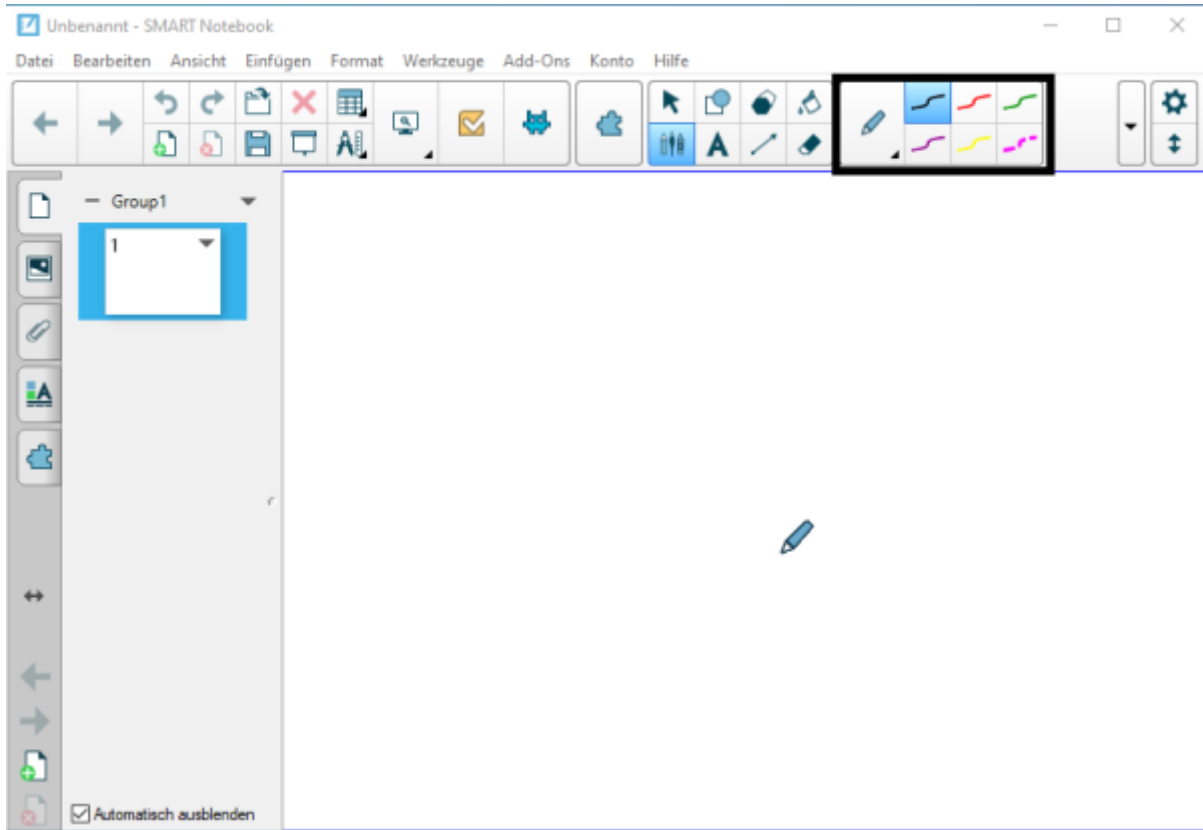 Unbenannt - SMART Notebook
Datei Bearbeiten Ansicht Einfügen Format Werkzeuge Add-Ons Konto Hilfe
Group1
1
Automatisch ausblenden